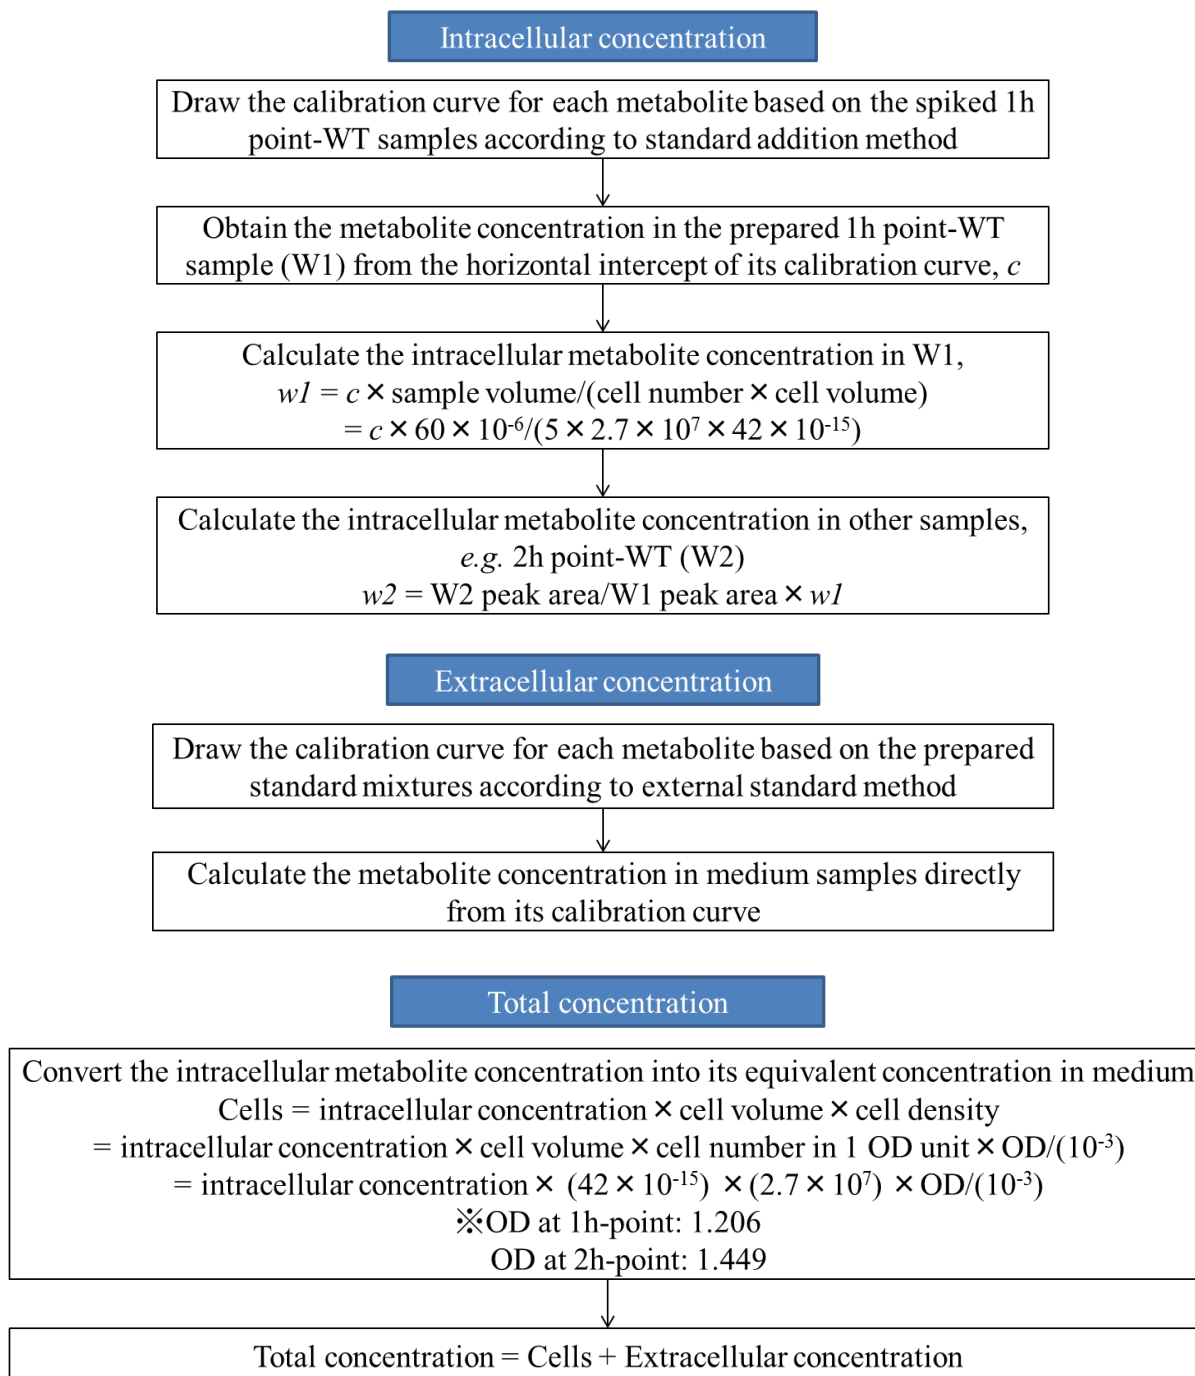 Intracellular concentration
Draw the calibration curve for each metabolite based on the spiked 1h
point-WT samples according to standard addition method
Obtain the metabolite concentration in the prepared 1h point-WT
sample (W1) from the horizontal intercept of its calibration curve, c
Calculate the intracellular metabolite concentration in W1,
w1 = c × sample volume/(cell number × cell volume)
= c × 60 × 10⁻⁶/(5 × 2.7 × 10⁷ × 42 × 10⁻¹⁵)
Calculate the intracellular metabolite concentration in other samples,
e.g. 2h point-WT (W2)
w2 = W2 peak area/W1 peak area × w1
Extracellular concentration
Draw the calibration curve for each metabolite based on the prepared
standard mixtures according to external standard method
Calculate the metabolite concentration in medium samples directly
from its calibration curve
Total concentration
Convert the intracellular metabolite concentration into its equivalent concentration in medium
Cells = intracellular concentration × cell volume × cell density
= intracellular concentration × cell volume × cell number in 1 OD unit × OD/(10⁻³)
= intracellular concentration × (42 × 10⁻¹⁵) × (2.7 × 10⁷) × OD/(10⁻³)
※OD at 1h-point: 1.206
OD at 2h-point: 1.449
Total concentration = Cells + Extracellular concentration